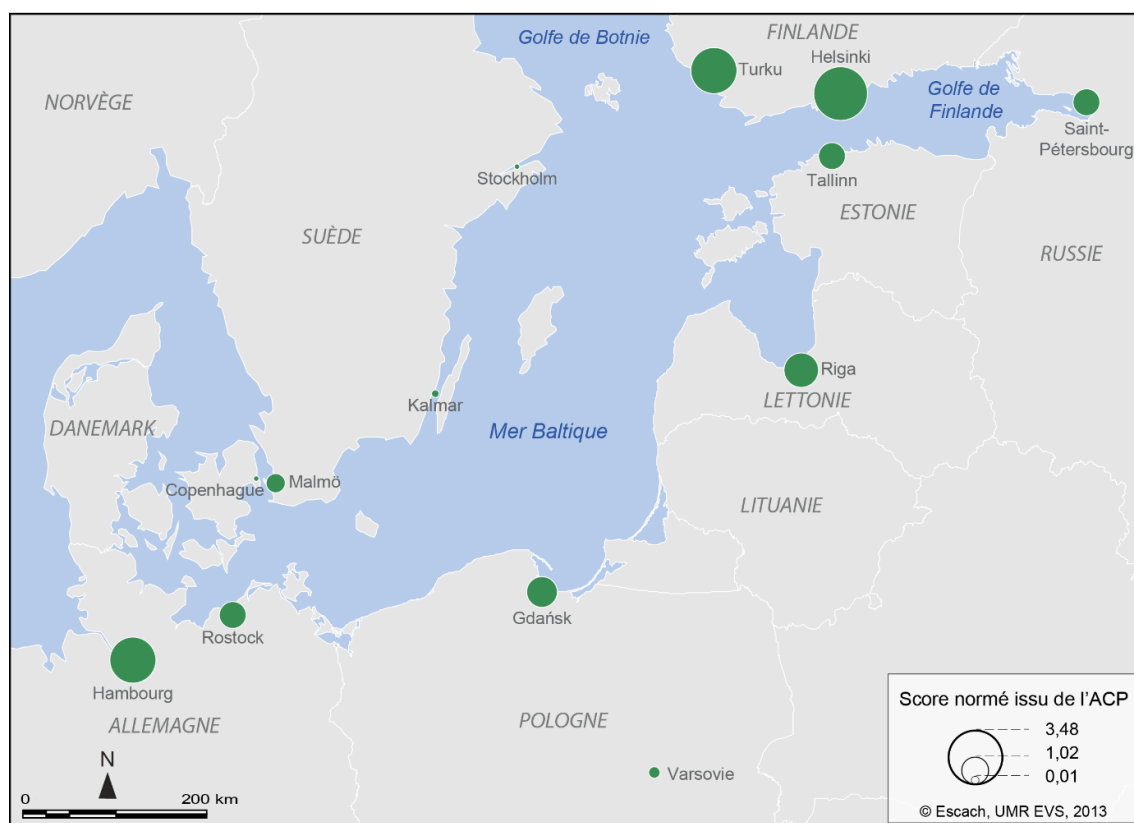 Golfe de Botnie
FINLANDE
Helsinki
Turku
Golfe de
Finlande
NORVÈGE
Saint-
Pétersbourg
Stockholm
Tallinn
ESTONIE
SUÈDE
RUSSIE
Riga
LETTONIE
Kalmar
DANEMARK
Mer Baltique
Copenhague
Malmö
LITUANIE
Gdańsk
Rostock
Hambourg
ALLEMAGNE
POLOGNE
Varsovie
N
0 200 km
Score normé issu de l'ACP
3,48
1,02
0,01
© Escach, UMR EVS, 2013